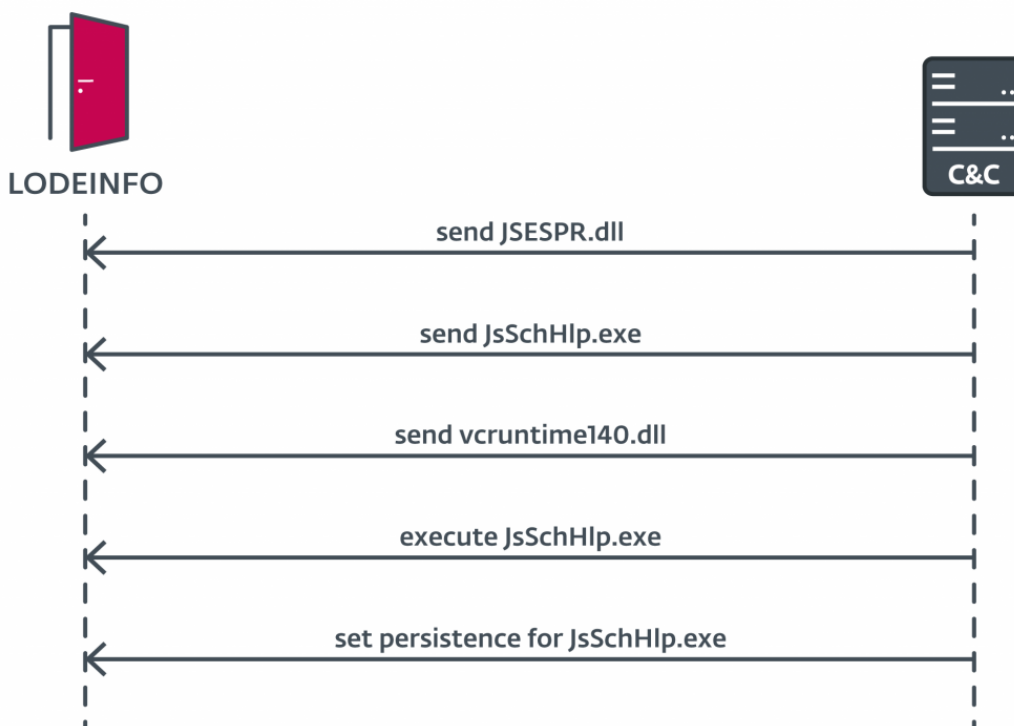 LODEINFO
C&C
send JSESPR.dll
send JsSchHlp.exe
send vcruntime140.dll
execute JsSchHlp.exe
set persistence for JsSchHlp.exe